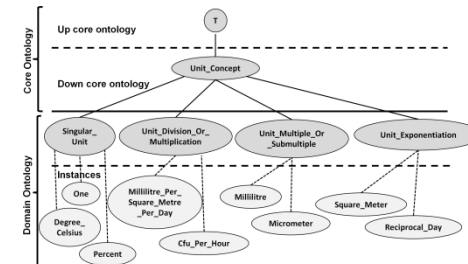 Core Ontology
Up core ontology
T
Down core ontology
Unit_Concept
Domain Ontology
Singular_
Unit
Unit_Division_Or_
Multiplication
Unit_Multiple_Or
_Submultiple
Unit_Exponentiation
Instances
One
Degree_
Celsius
Percent
Millilitre_Per_
Square_Metre
_Per_Day
Cfu_Per_Hour
Millilitre
Micrometer
Square_Meter
Reciprocal_Day